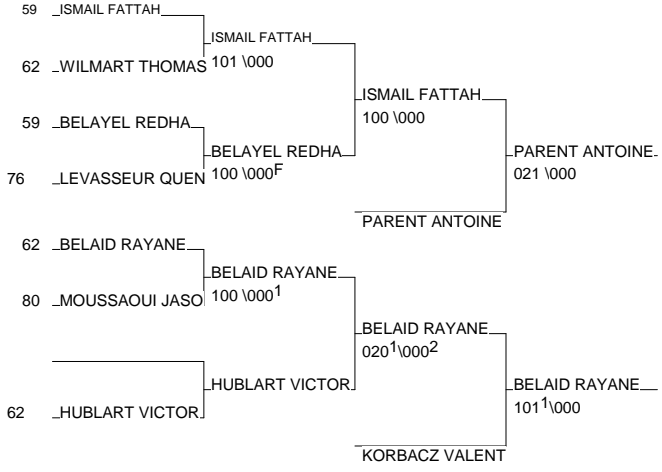 59 ISMAIL FATTAH
ISMAIL FATTAH
101 \000
62 WILMART THOMAS
ISMAIL FATTAH
100 \000
59 BELAYEL REDHA
BELAYEL REDHA
100 \000F
76 LEVASSEUR QUEN
PARENT ANTOINE
021 \000
PARENT ANTOINE
62 BELAID RAYANE
BELAID RAYANE
100 \0001
80 MOUSSAOUI JASO
BELAID RAYANE
0201\0002
HUBLART VICTOR
62 HUBLART VICTOR
BELAID RAYANE
1011\000
KORBACZ VALENT